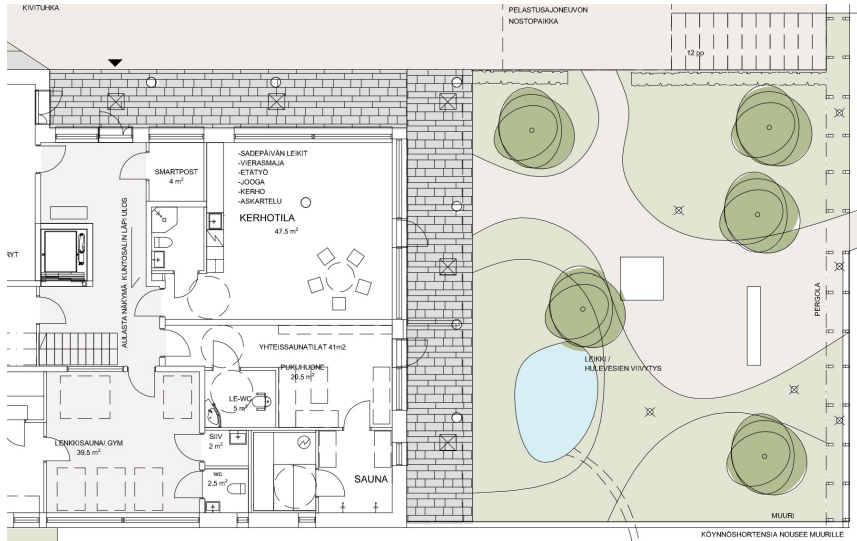 KIVITUHKA
PELASTUSAJONEUVON
NOSTOPAIKKA
12 pp
-SADEPÄIVÄN LEIKIT
-VIERASMAJA
-ETÄTYÖ
-JOOGA
-KERHO
-ASKARTELU
SMARTPOST
4 m²
KERHOTILA
47.5 m²
RYT
AULASTA NÄKYMÄ KUNTOSALIN LÄPI ULOS
PERGOLA
YHTEISSAUNATILAT 41m2
PUKUHUONE
20.5 m²
LEIKKI /
HULEVESIEN VIIVYTYS
LE-WC
5 m²
LENKKISAUNA/ GYM
39.5 m²
SIIV
2 m²
WC
2.5 m²
SAUNA
MUURI
KÖYNNÖSHORTENSIA NOUSEE MUURILLE